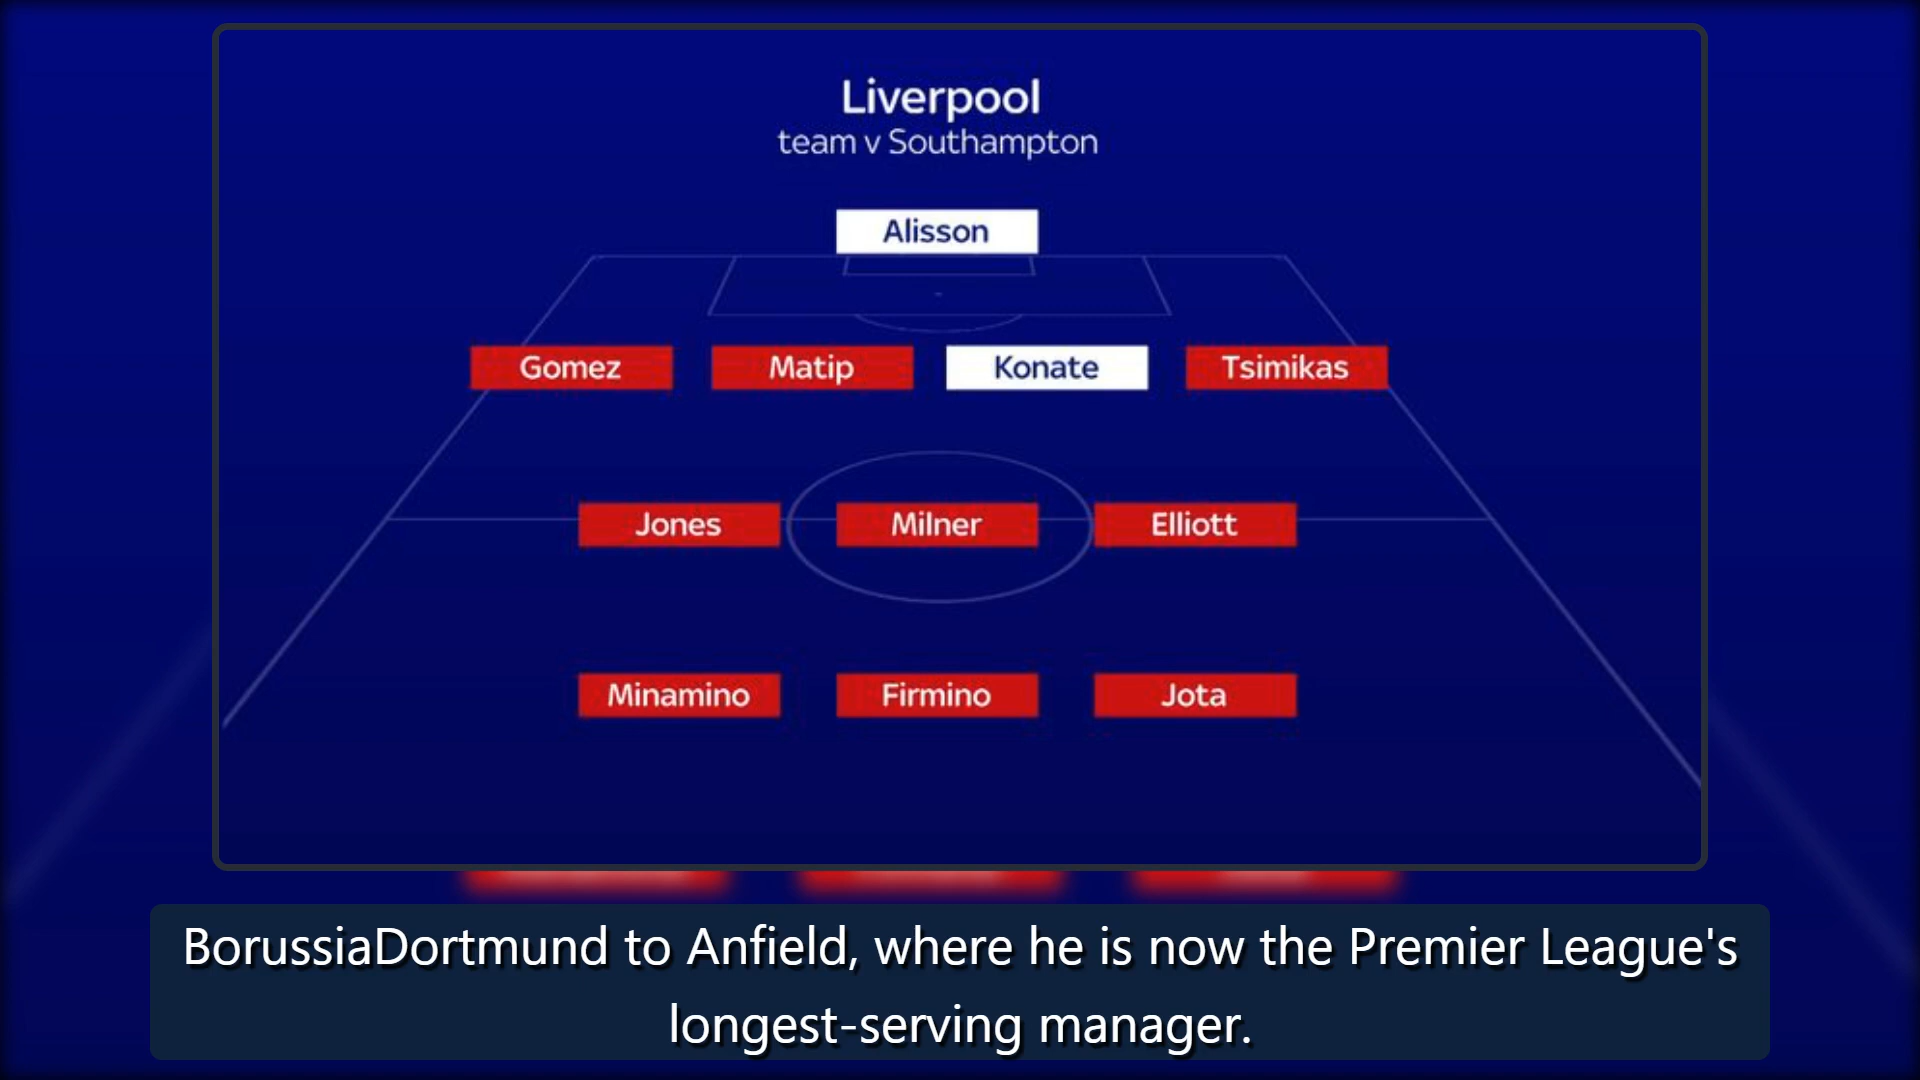 Liverpool
team v Southampton
Alisson
Gomez Matip Konate Tsimikas
Jones Milner Elliott
Minamino Firmino Jota
BorussiaDortmund to Anfield, where he is now the Premier League's
longest-serving manager.